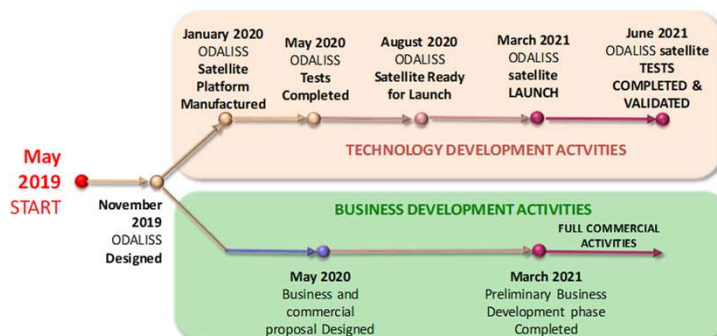 January 2020
ODALISS
Satellite
Platform
Manufactured
May 2020
ODALISS
Tests
Completed
August 2020
ODALISS
Satellite Ready
for Launch
March 2021
ODALISS
satellite
LAUNCH
June 2021
ODALISS satellite
TESTS
COMPLETED &
VALIDATED
TECHNOLOGY DEVELOPMENT ACTVITIES
May
2019
START
November
2019
ODALISS
Designed
BUSINESS DEVELOPMENT ACTIVITIES
FULL COMMERCIAL
ACTIVITIES
May 2020
Business and
commercial
proposal Designed
March 2021
Preliminary Business
Development phase
Completed